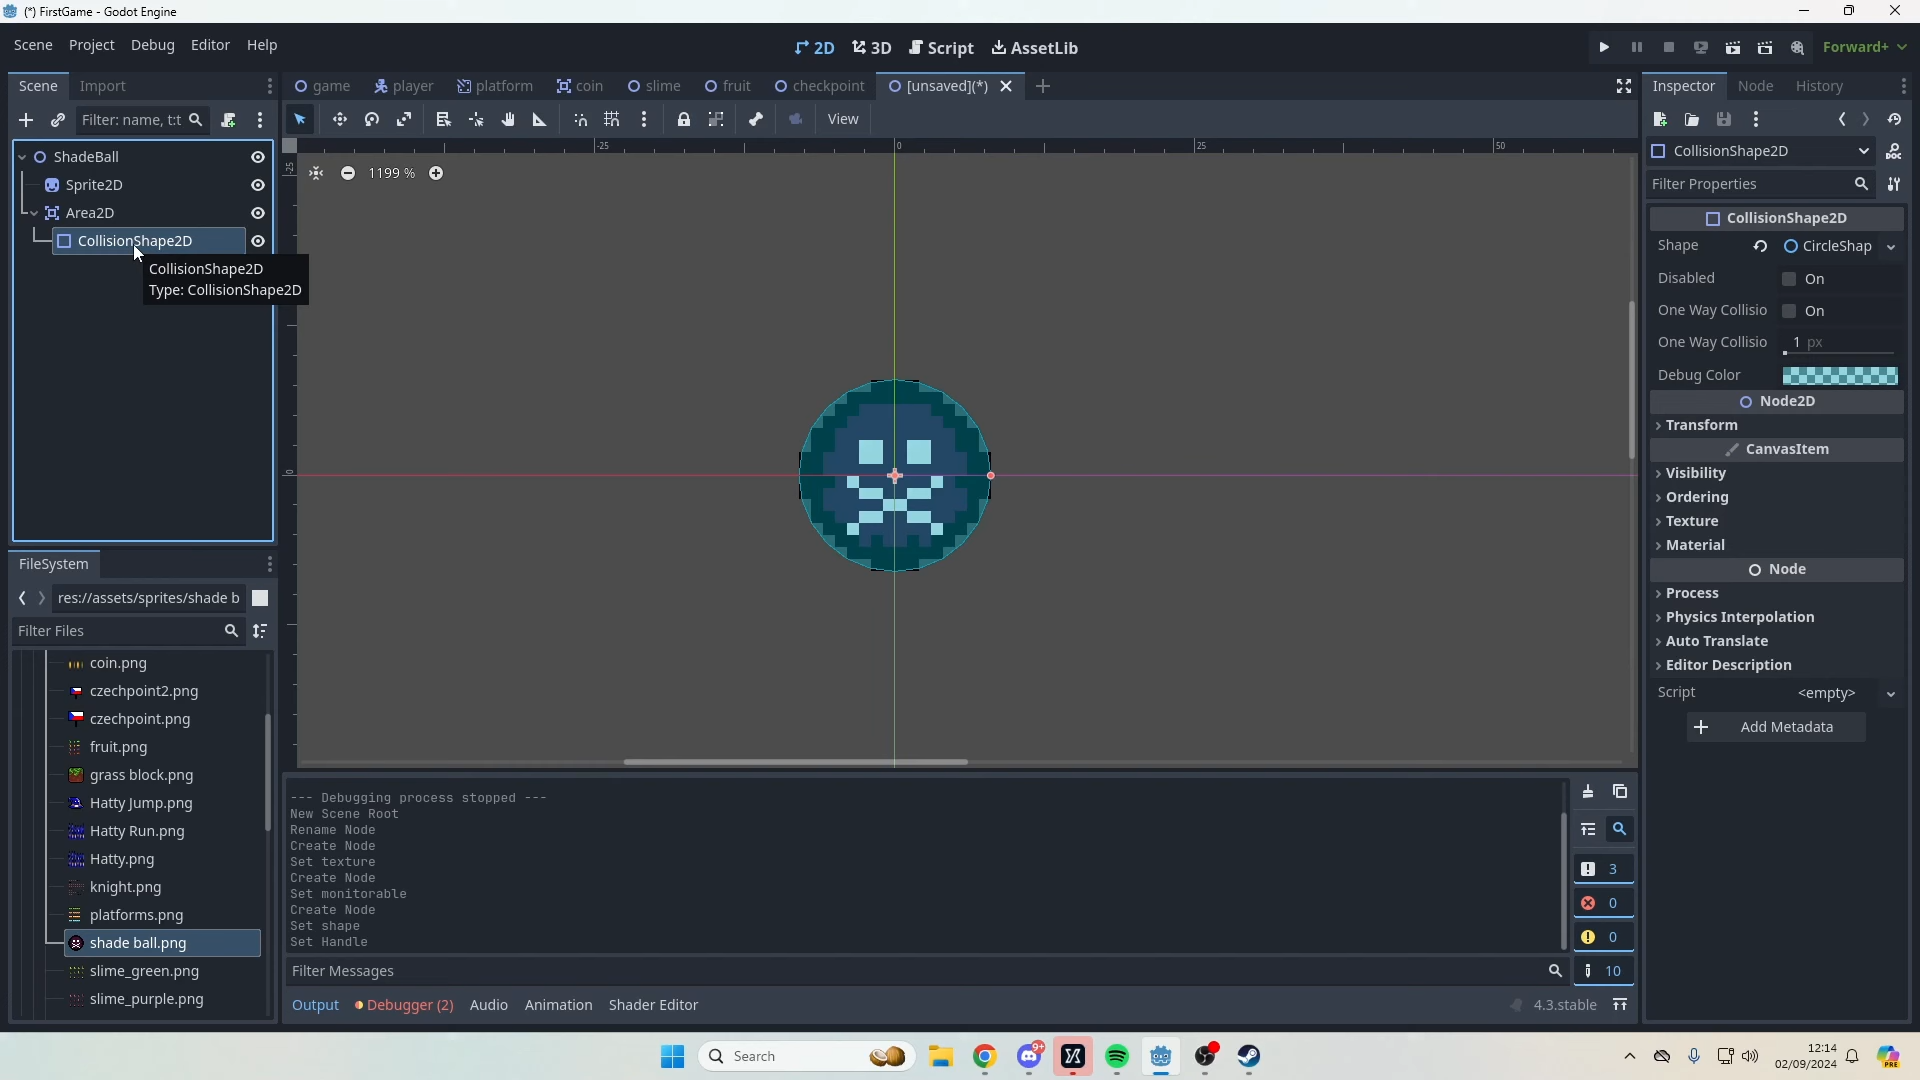 (*) FirstGame - Godot Engine
Scene Project Debug Editor Help
2D 3D Script AssetLib
Forward+
Scene Import
game player platform coin slime fruit checkpoint [unsaved](*)
Inspector Node History
Filter: name, t:t
View
ShadeBall
Sprite2D
Area2D
CollisionShape2D
CollisionShape2D
Type: CollisionShape2D
-25 0 25 50
-25
0
1199 %
CollisionShape2D
Filter Properties
CollisionShape2D
Shape CircleShap
Disabled On
One Way Collisio On
One Way Collisio 1 px
Debug Color
Node2D
Transform
CanvasItem
Visibility
Ordering
Texture
Material
Node
Process
Physics Interpolation
Auto Translate
Editor Description
Script <empty>
Add Metadata
FileSystem
res://assets/sprites/shade b
Filter Files
coin.png
czechpoint2.png
czechpoint.png
fruit.png
grass block.png
Hatty Jump.png
Hatty Run.png
Hatty.png
knight.png
platforms.png
shade ball.png
slime_green.png
slime_purple.png
--- Debugging process stopped ---
New Scene Root
Rename Node
Create Node
Set texture
Create Node
Set monitorable
Create Node
Set shape
Set Handle
3
0
0
10
Filter Messages
Output Debugger (2) Audio Animation Shader Editor
4.3.stable
Search
9+
12:14
02/09/2024
PRE